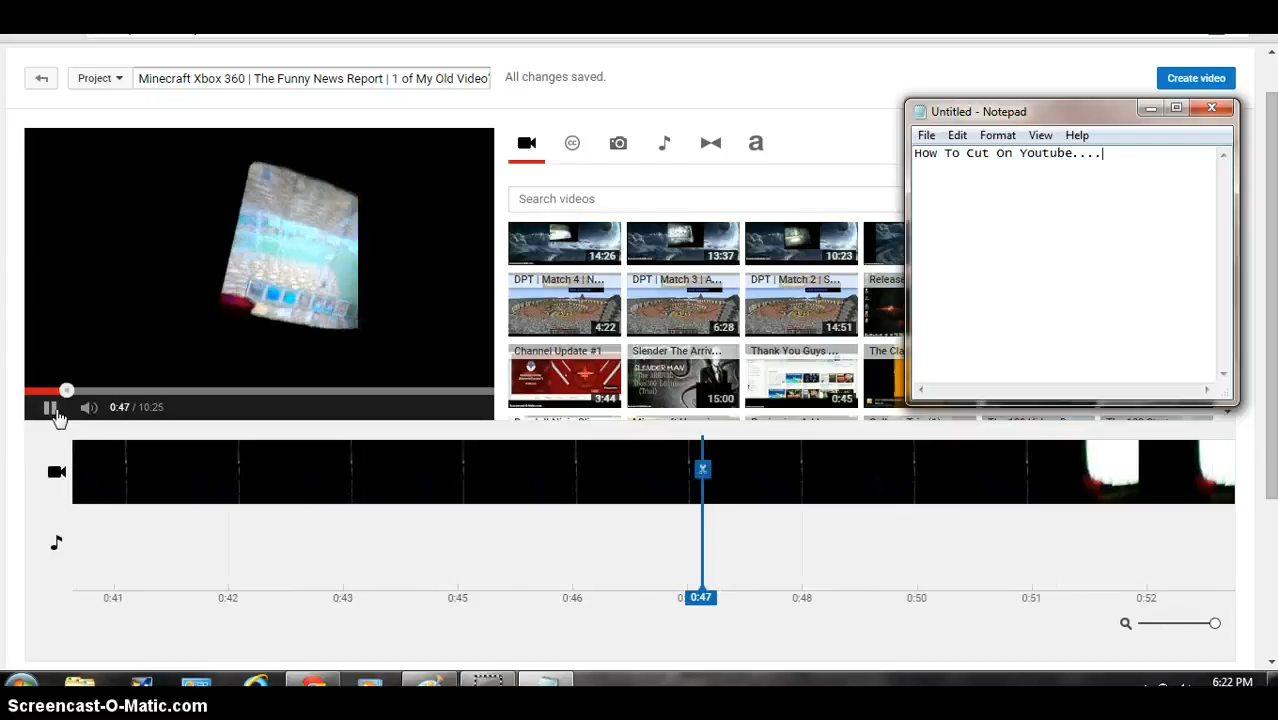 Project
Minecraft Xbox 360 | The Funny News Report | 1 of My Old Video'
All changes saved.
Create video
Untitled - Notepad
File Edit Format View Help
How To Cut On Youtube....
a
Search videos
14:26
13:37
10:23
DPT | Match 4 | N...
DPT | Match 3 | A...
DPT | Match 2 | S...
Release
4:22
6:28
14:51
Channel Update #1
Slender The Arriv...
Thank You Guys ...
The Cla
SLENDER MAN
3:44
15:00
0:45
0:47 / 10:25
0:41 0:42 0:43 0:45 0:46 0:47 0:48 0:50 0:51 0:52
6:22 PM
Screencast-O-Matic.com